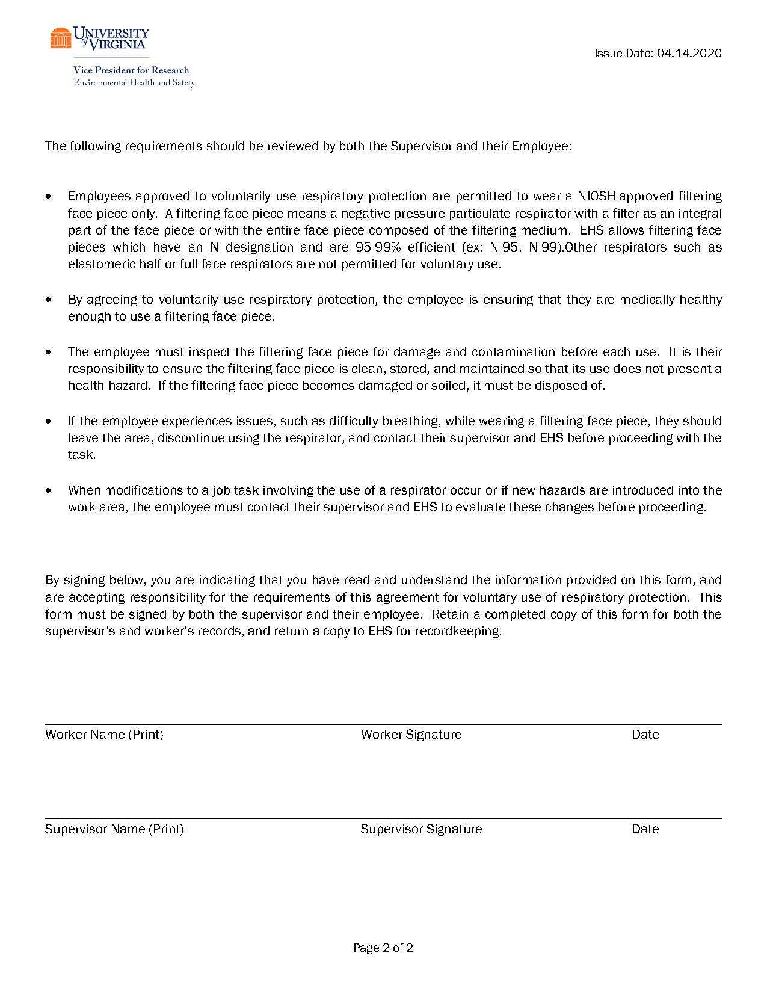 UNIVERSITY
of VIRGINIA
Issue Date: 04.14.2020
Vice President for Research
Environmental Health and Safety
The following requirements should be reviewed by both the Supervisor and their Employee:
• Employees approved to voluntarily use respiratory protection are permitted to wear a NIOSH-approved filtering
face piece only.  A filtering face piece means a negative pressure particulate respirator with a filter as an integral
part of the face piece or with the entire face piece composed of the filtering medium.  EHS allows filtering face
pieces which have an N designation and are 95-99% efficient (ex: N-95, N-99).Other respirators such as
elastomeric half or full face respirators are not permitted for voluntary use.
• By agreeing to voluntarily use respiratory protection, the employee is ensuring that they are medically healthy
enough to use a filtering face piece.
• The employee must inspect the filtering face piece for damage and contamination before each use.  It is their
responsibility to ensure the filtering face piece is clean, stored, and maintained so that its use does not present a
health hazard.  If the filtering face piece becomes damaged or soiled, it must be disposed of.
• If the employee experiences issues, such as difficulty breathing, while wearing a filtering face piece, they should
leave the area, discontinue using the respirator, and contact their supervisor and EHS before proceeding with the
task.
• When modifications to a job task involving the use of a respirator occur or if new hazards are introduced into the
work area, the employee must contact their supervisor and EHS to evaluate these changes before proceeding.
By signing below, you are indicating that you have read and understand the information provided on this form, and
are accepting responsibility for the requirements of this agreement for voluntary use of respiratory protection.  This
form must be signed by both the supervisor and their employee.  Retain a completed copy of this form for both the
supervisor’s and worker’s records, and return a copy to EHS for recordkeeping.
Worker Name (Print) Worker Signature Date
Supervisor Name (Print) Supervisor Signature Date
Page 2 of 2